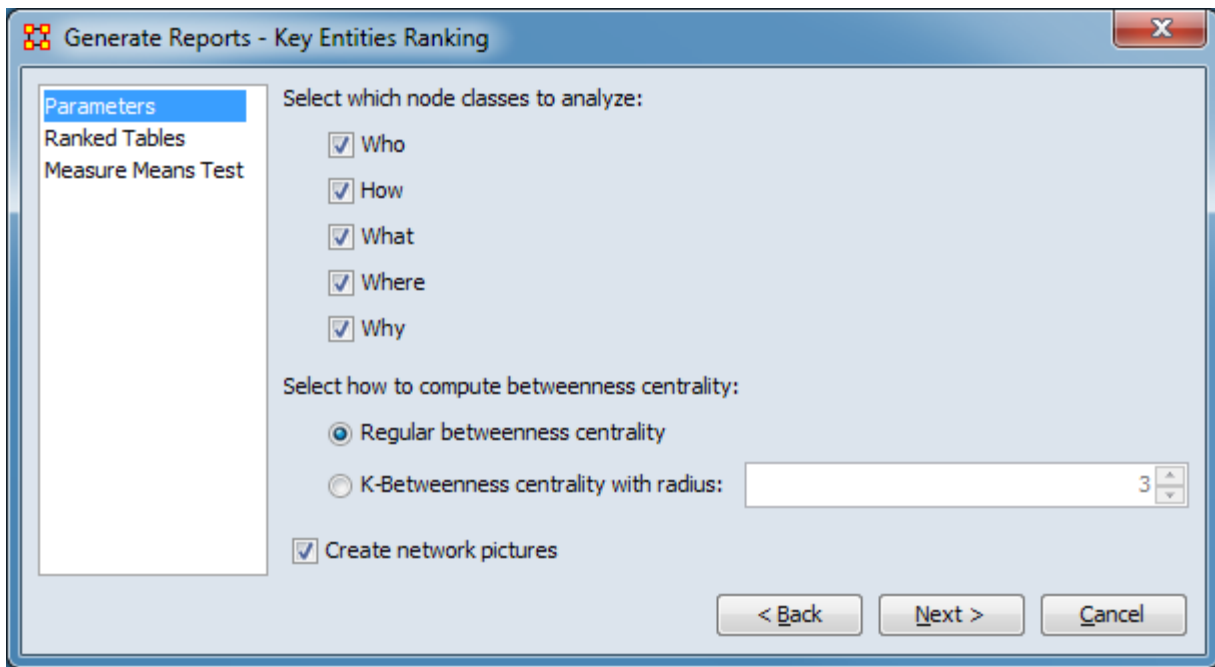 Generate Reports - Key Entities Ranking
Parameters
Ranked Tables
Measure Means Test
Select which node classes to analyze:
Who
How
What
Where
Why
Select how to compute betweenness centrality:
Regular betweenness centrality
K-Betweenness centrality with radius: 3
Create network pictures
< Back Next > Cancel